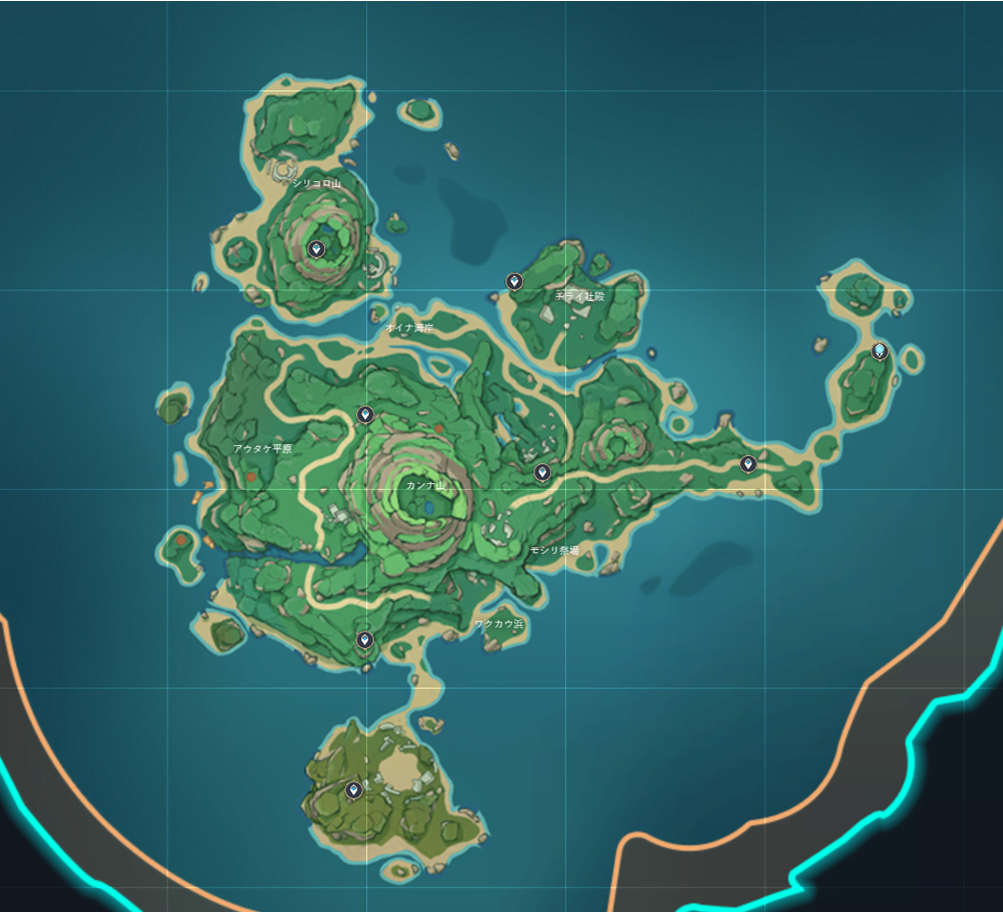 シリコロ山
チライ社殿
オイナ海岸
アウタケ平原
カンナ山
モシリ祭場
ワクカウ浜